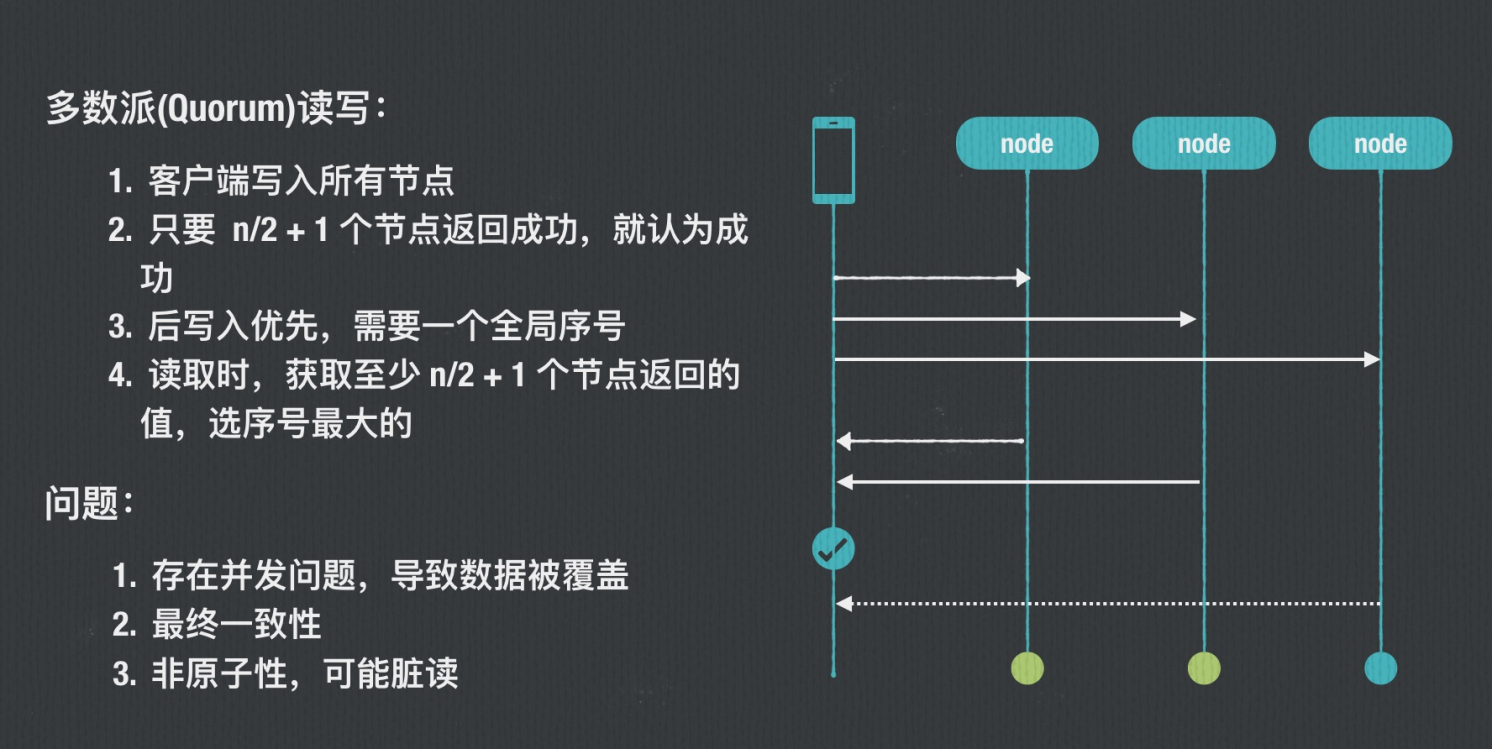 多数派(Quorum)读写：
1. 客户端写入所有节点
2. 只要 n/2 + 1 个节点返回成功，就认为成
功
3. 后写入优先，需要一个全局序号
4. 读取时，获取至少 n/2 + 1 个节点返回的
值，选序号最大的
问题：
1. 存在并发问题，导致数据被覆盖
2. 最终一致性
3. 非原子性，可能脏读
node
node
node